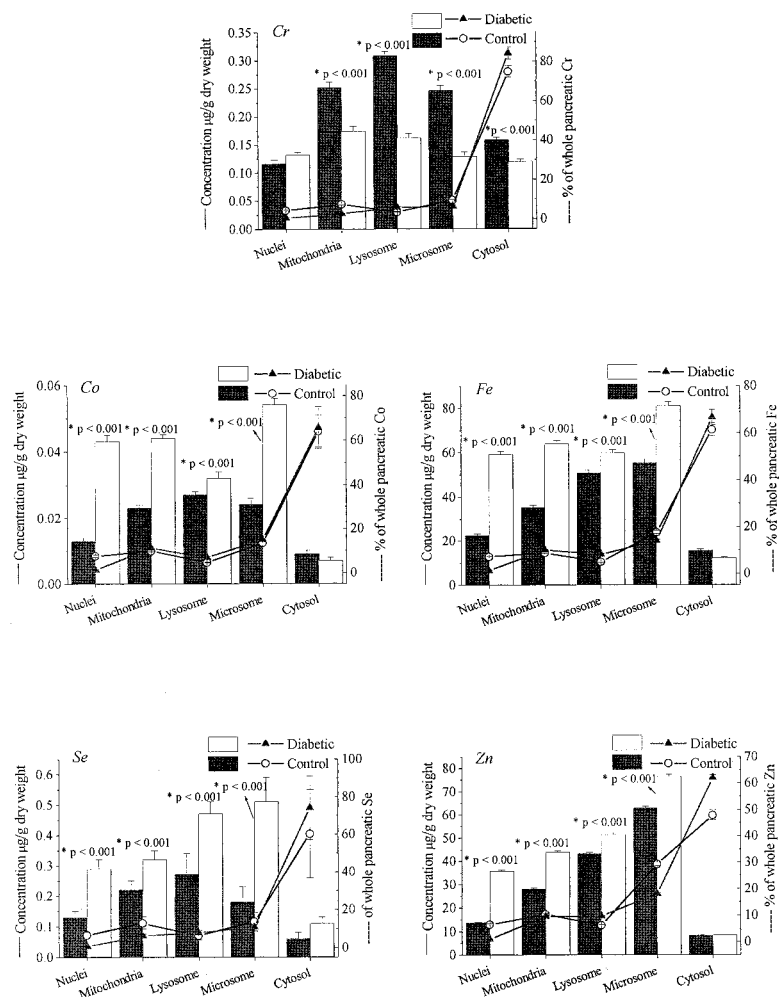 Cr
Diabetic
Control
Concentration µg/g dry weight
% of whole pancreatic Cr
0.35
0.30
0.25
0.20
0.15
0.10
0.05
0.00
80
60
40
20
0
* p < 0.001
* p < 0.001
* p < 0.001
* p < 0.001
Nuclei
Mitochondria
Lysosome
Microsome
Cytosol
Co
Diabetic
Control
Concentration µg/g dry weight
% of whole pancreatic Co
0.06
0.04
0.02
0.00
80
60
40
20
0
* p < 0.001
* p < 0.001
* p < 0.001
* p < 0.001
Nuclei
Mitochondria
Lysosome
Microsome
Cytosol
Fe
Diabetic
Control
Concentration µg/g dry weight
% of whole pancreatic Fe
80
60
40
20
0
80
60
40
20
0
* p < 0.001
* p < 0.001
* p < 0.001
* p < 0.001
Nuclei
Mitochondria
Lysosome
Microsome
Cytosol
Se
Diabetic
Control
Concentration µg/g dry weight
of whole pancreatic Se
0.6
0.5
0.4
0.3
0.2
0.1
0.0
100
80
60
40
20
0
* p < 0.001
* p < 0.001
* p < 0.001
* p < 0.001
Nuclei
Mitochondria
Lysosome
Microsome
Cytosol
Zn
Diabetic
Control
Concentration µg/g dry weight
% of whole pancreatic Zn
80
70
60
50
40
30
20
10
0
70
60
50
40
30
20
10
0
* p < 0.001
* p < 0.001
* p < 0.001
* p < 0.001
Nuclei
Mitochondria
Lysosome
Microsome
Cytosol